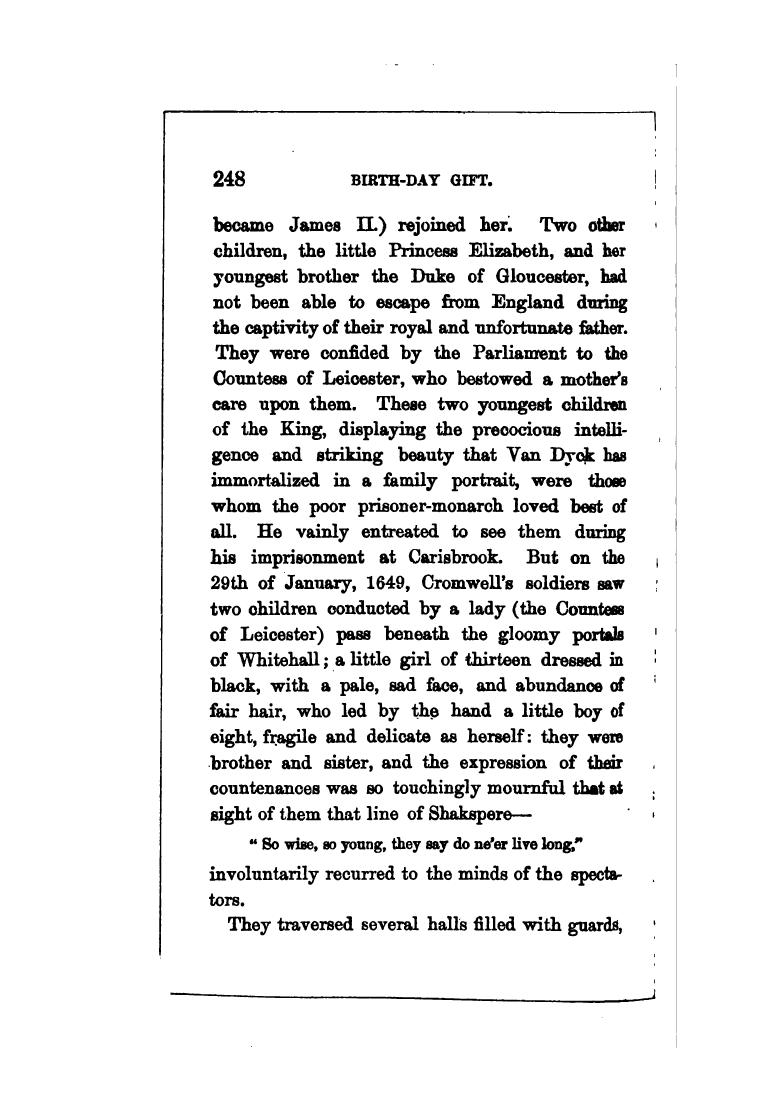 248 BIRTH-DAY GIFT.
became James II.) rejoined her. Two other
children, the little Princess Elizabeth, and her
youngest brother the Duke of Gloucester, had
not been able to escape from England during
the captivity of their royal and unfortunate father.
They were confided by the Parliament to the
Countess of Leicester, who bestowed a mother's
care upon them. These two youngest children
of the King, displaying the precocious intelli-
gence and striking beauty that Van Dyck has
immortalized in a family portrait, were those
whom the poor prisoner-monarch loved best of
all. He vainly entreated to see them during
his imprisonment at Carisbrook. But on the
29th of January, 1649, Cromwell's soldiers saw
two children conducted by a lady (the Countess
of Leicester) pass beneath the gloomy portals
of Whitehall; a little girl of thirteen dressed in
black, with a pale, sad face, and abundance of
fair hair, who led by the hand a little boy of
eight, fragile and delicate as herself: they were
brother and sister, and the expression of their
countenances was so touchingly mournful that at
sight of them that line of Shakspere—
"So wise, so young, they say do ne'er live long,"
involuntarily recurred to the minds of the specta-
tors.
They traversed several halls filled with guards,